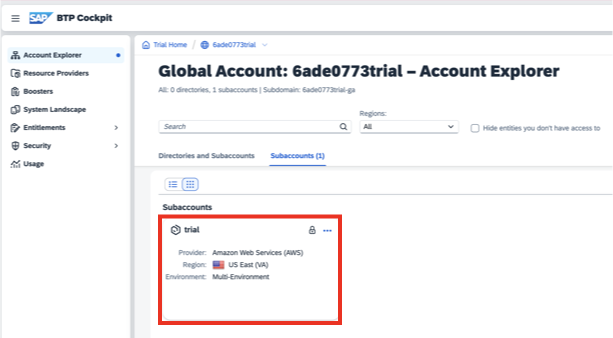 SAP BTP Cockpit
Account Explorer
Resource Providers
Boosters
System Landscape
Entitlements
Security
Usage
Trial Home / 6ade0773trial
Global Account: 6ade0773trial – Account Explorer
All: 0 directories, 1 subaccounts | Subdomain: 6ade0773trial-ga
Regions:
Search
All
Hide entities you don't have access to
Directories and Subaccounts
Subaccounts (1)
Subaccounts
trial
Provider: Amazon Web Services (AWS)
Region: US East (VA)
Environment: Multi-Environment